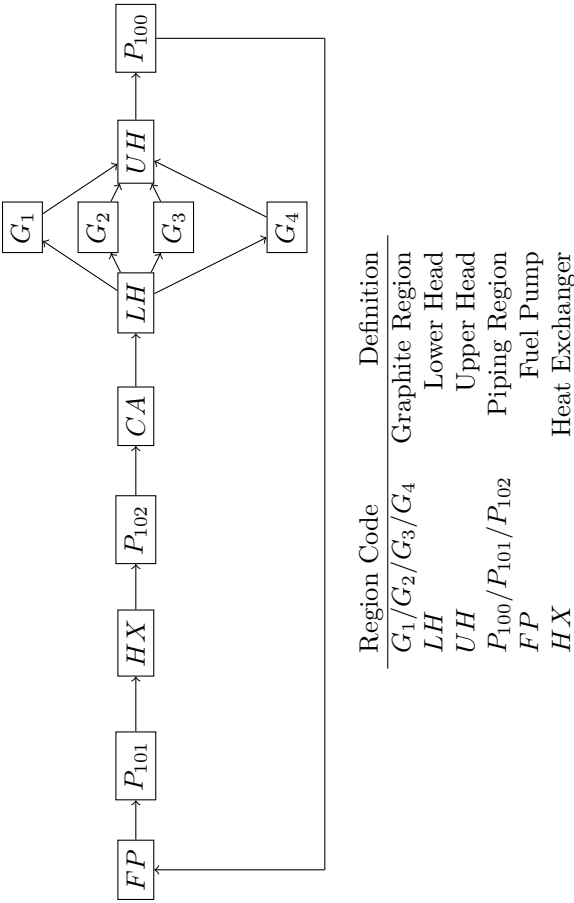 FP
P101
HX
P102
CA
LH
G1
G2
G3
G4
UH
P100
Region Code Definition
G1/G2/G3/G4 Graphite Region
LH Lower Head
UH Upper Head
P100/P101/P102 Piping Region
FP Fuel Pump
HX Heat Exchanger